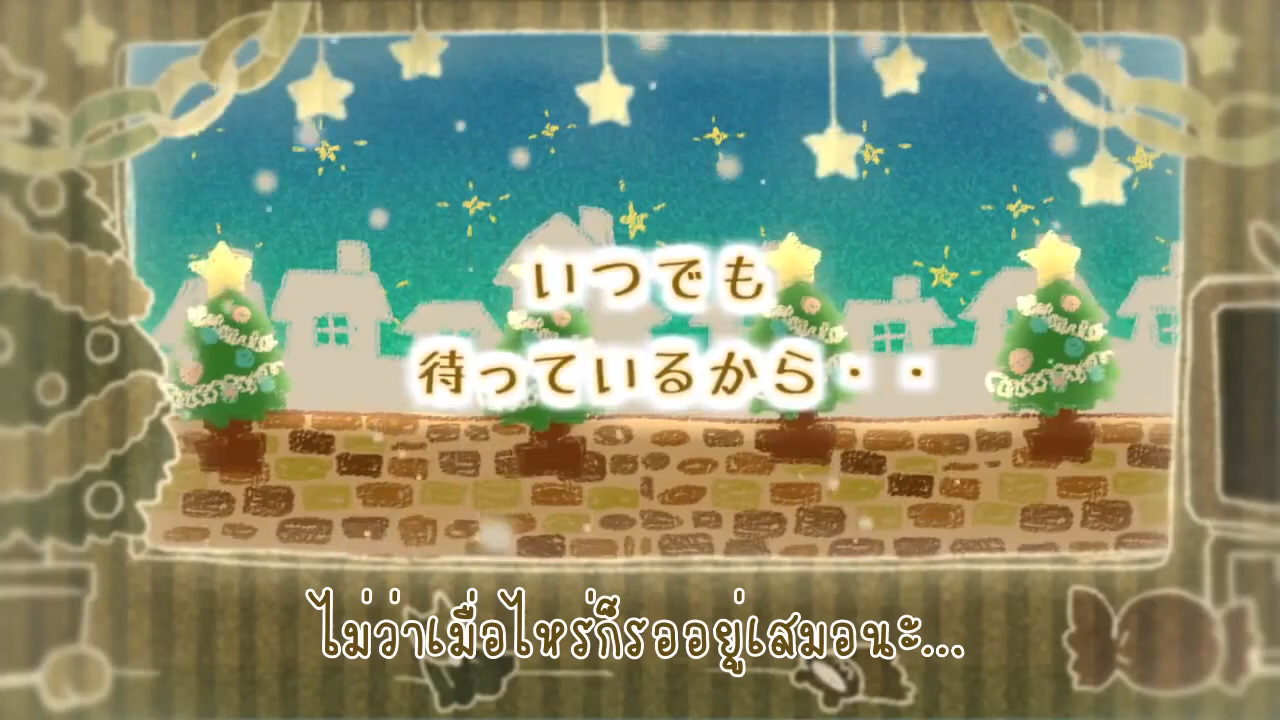 いつでも
待っているから・・
ไม่ว่าเมื่อไหร่ก็รออยู่เสมอนะ...